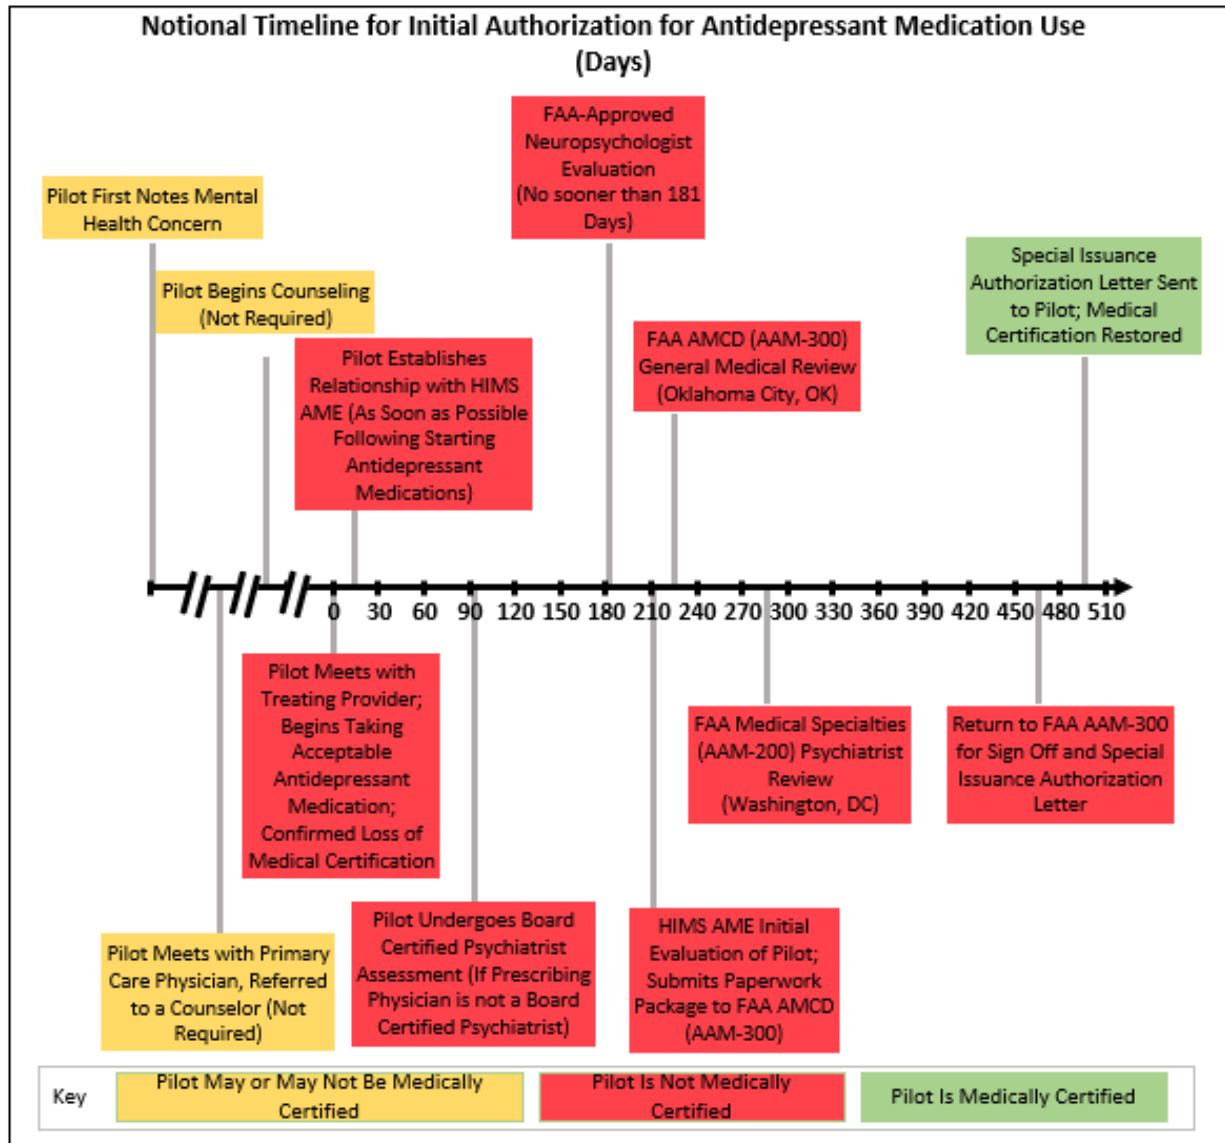 Notional Timeline for Initial Authorization for Antidepressant Medication Use
(Days)
FAA-Approved
Neuropsychologist
Evaluation
(No sooner than 181
Days)
Pilot First Notes Mental
Health Concern
Pilot Begins Counseling
(Not Required)
Special Issuance
Authorization Letter Sent
to Pilot; Medical
Certification Restored
Pilot Establishes
Relationship with HIMS
AME (As Soon as Possible
Following Starting
Antidepressant
Medications)
FAA AMCD (AAM-300)
General Medical Review
(Oklahoma City, OK)
0 30 60 90 120 150 180 210 240 270 300 330 360 390 420 450 480 510
Pilot Meets with
Treating Provider;
Begins Taking
Acceptable
Antidepressant
Medication;
Confirmed Loss of
Medical Certification
FAA Medical Specialties
(AAM-200) Psychiatrist
Review
(Washington, DC)
Return to FAA AAM-300
for Sign Off and Special
Issuance Authorization
Letter
Pilot Meets with Primary
Care Physician, Referred
to a Counselor (Not
Required)
Pilot Undergoes Board
Certified Psychiatrist
Assessment (If Prescribing
Physician is not a Board
Certified Psychiatrist)
HIMS AME Initial
Evaluation of Pilot;
Submits Paperwork
Package to FAA AMCD
(AAM-300)
Key
Pilot May or May Not Be Medically
Certified
Pilot Is Not Medically
Certified
Pilot Is Medically Certified